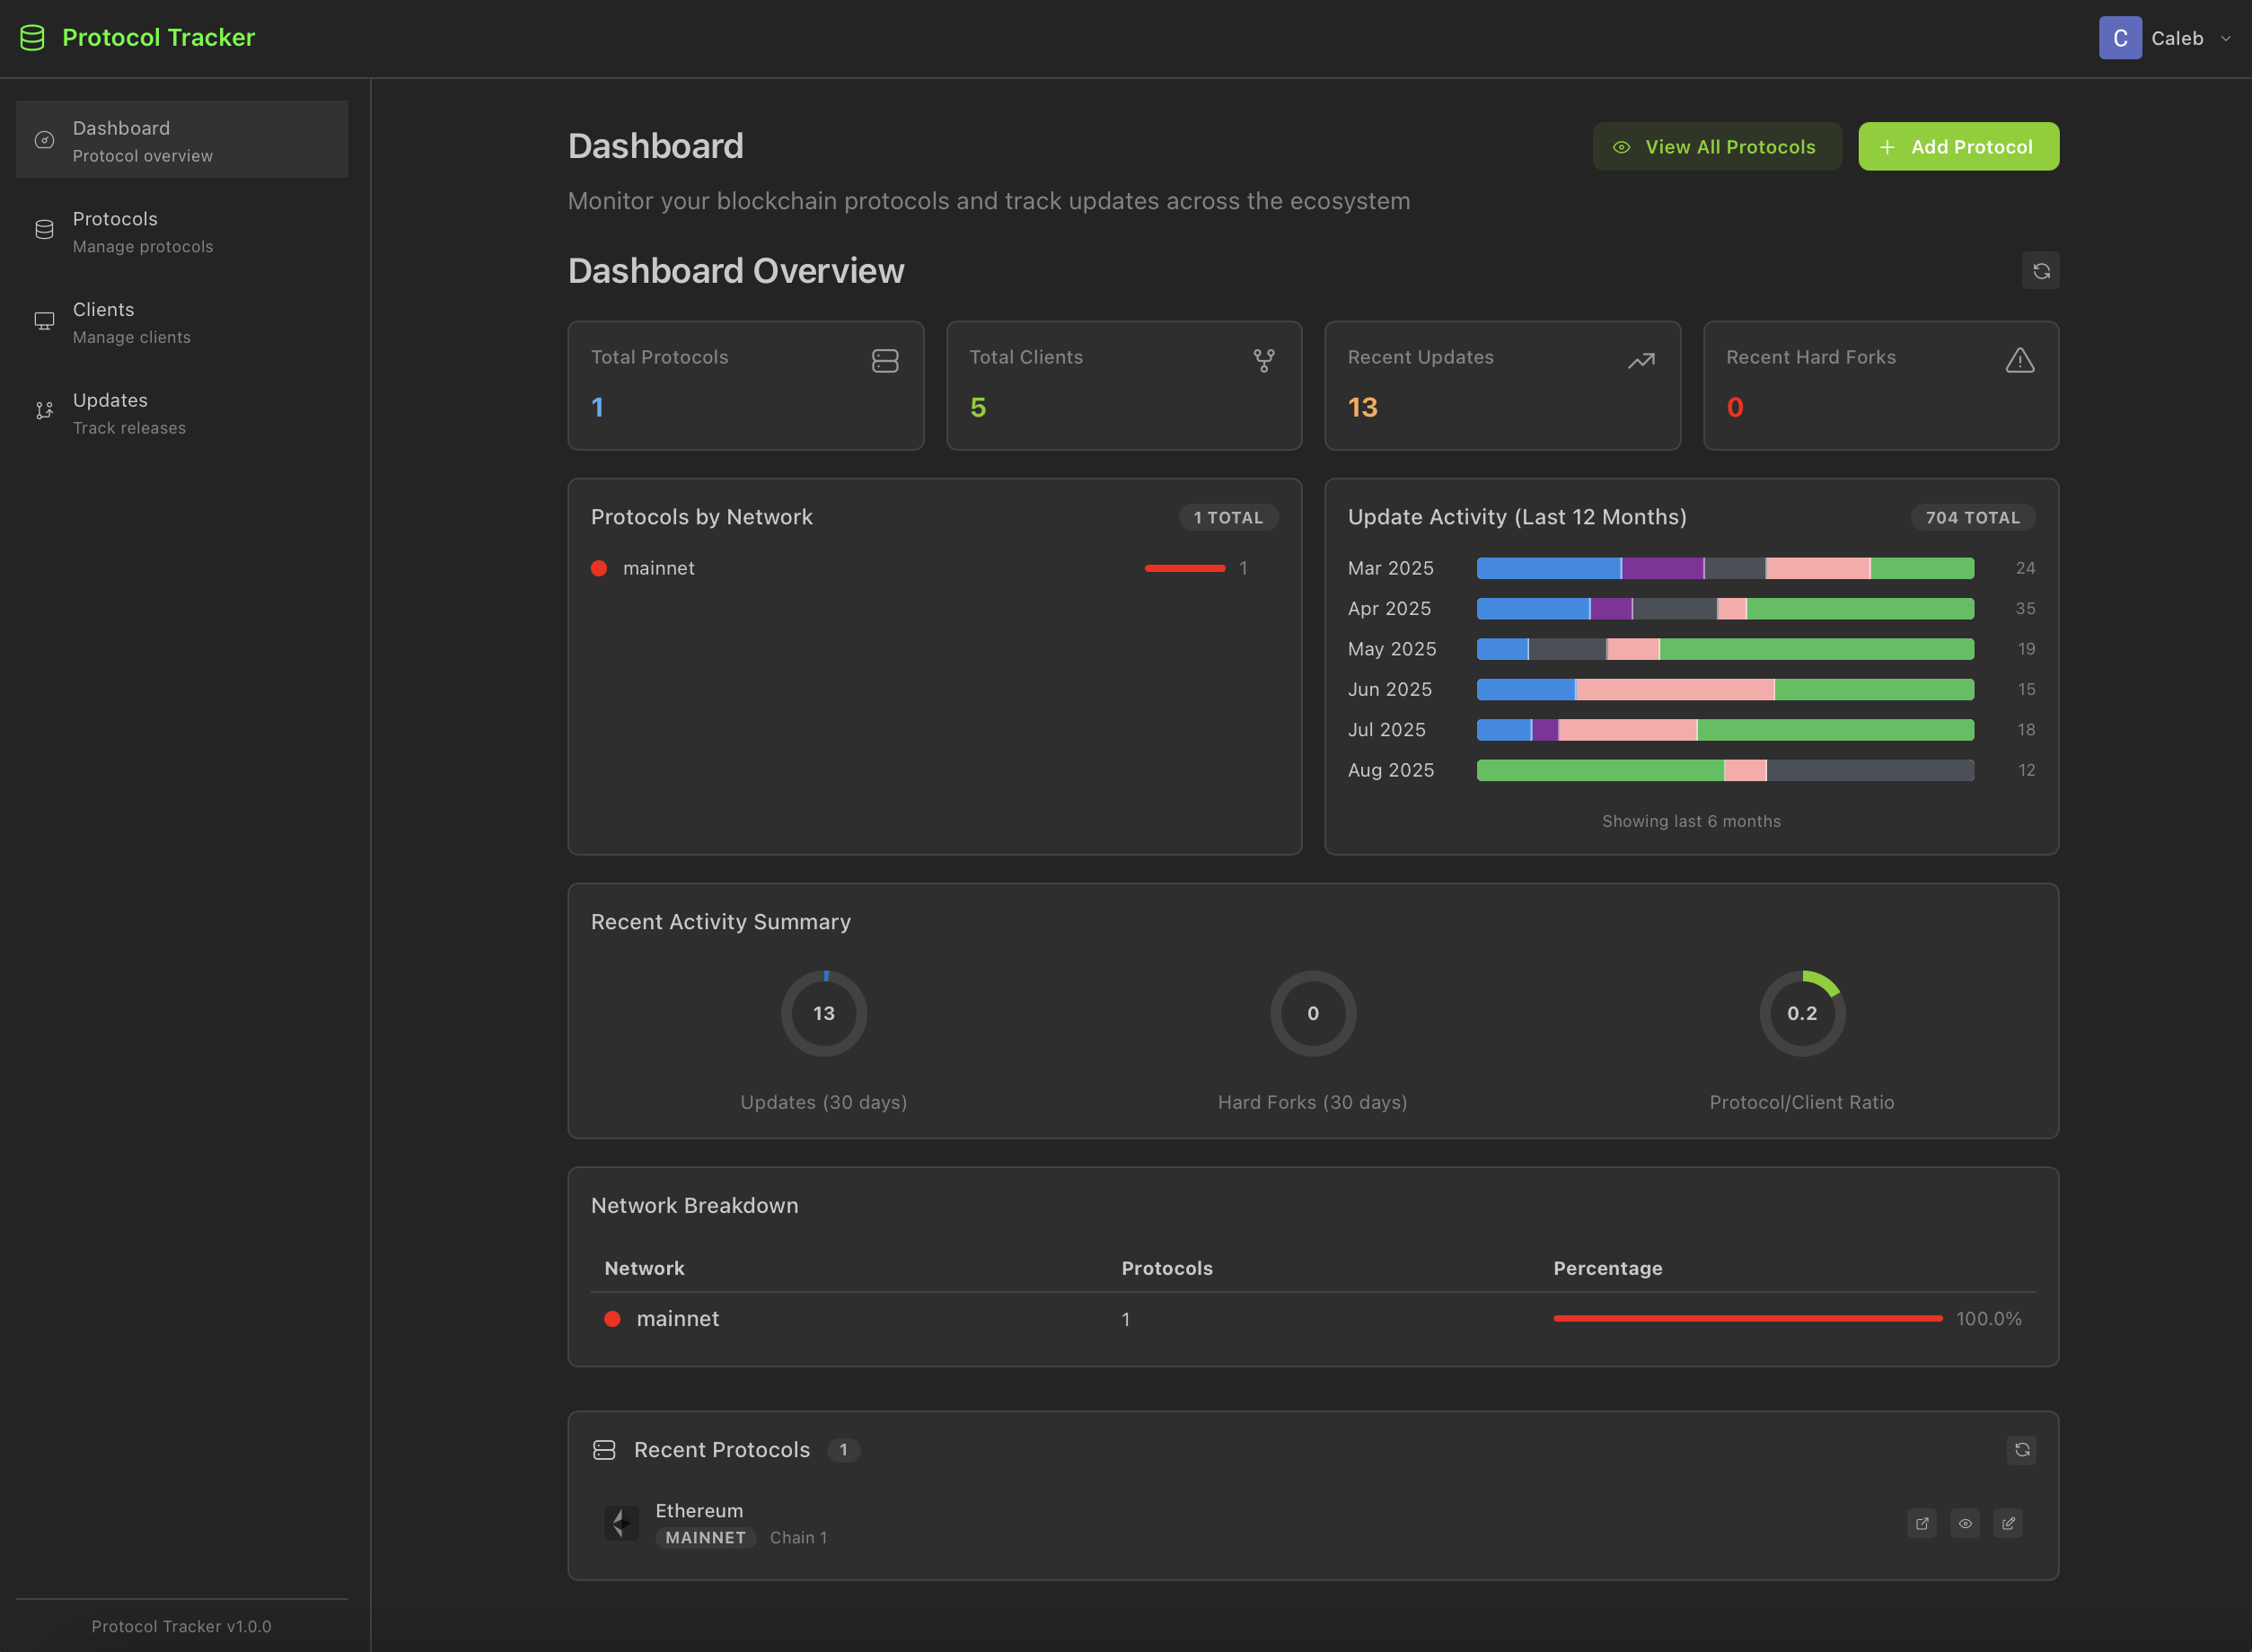 Protocol Tracker
C Caleb
Dashboard
Protocol overview
Protocols
Manage protocols
Clients
Manage clients
Updates
Track releases
Protocol Tracker v1.0.0
Dashboard
View All Protocols
Add Protocol
Monitor your blockchain protocols and track updates across the ecosystem
Dashboard Overview
Total Protocols
1
Total Clients
5
Recent Updates
13
Recent Hard Forks
0
Protocols by Network
1 TOTAL
mainnet 1
Update Activity (Last 12 Months)
704 TOTAL
Mar 2025 24
Apr 2025 35
May 2025 19
Jun 2025 15
Jul 2025 18
Aug 2025 12
Showing last 6 months
Recent Activity Summary
13
Updates (30 days)
0
Hard Forks (30 days)
0.2
Protocol/Client Ratio
Network Breakdown
Network Protocols Percentage
mainnet 1 100.0%
Recent Protocols 1
Ethereum
MAINNET Chain 1